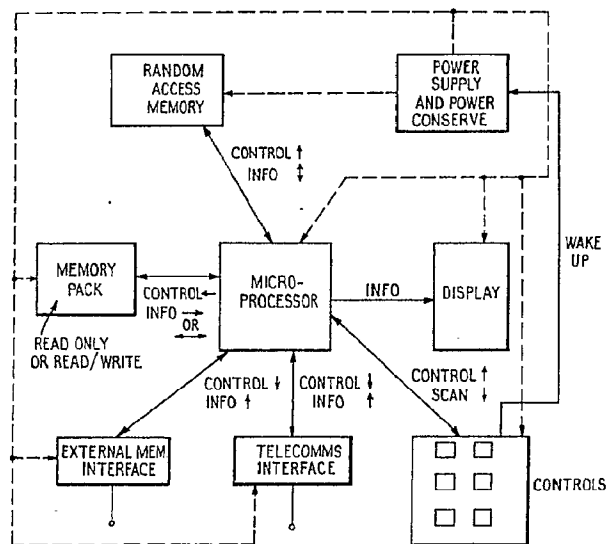 RANDOM
ACCESS
MEMORY
POWER
SUPPLY
AND POWER
CONSERVE
CONTROL ↑
INFO ↕
WAKE
UP
MEMORY
PACK
CONTROL ←
INFO →
OR
↔
MICRO-
PROCESSOR
INFO
DISPLAY
READ ONLY
OR READ/WRITE
CONTROL ↓
INFO ↑
CONTROL ↓
INFO ↑
CONTROL ↑
SCAN ↓
EXTERNAL MEM
INTERFACE
TELECOMMS
INTERFACE
CONTROLS